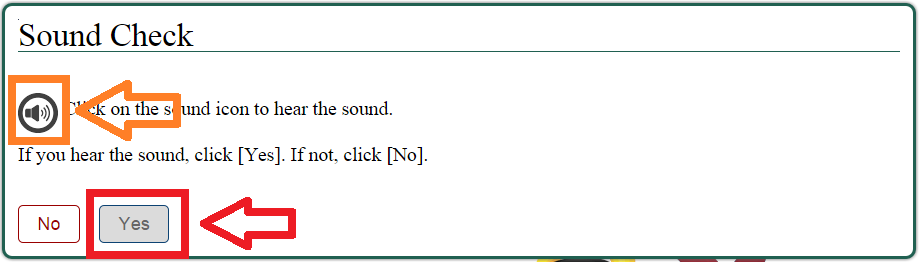 Sound Check
Click on the sound icon to hear the sound.
If you hear the sound, click [Yes]. If not, click [No].
No Yes